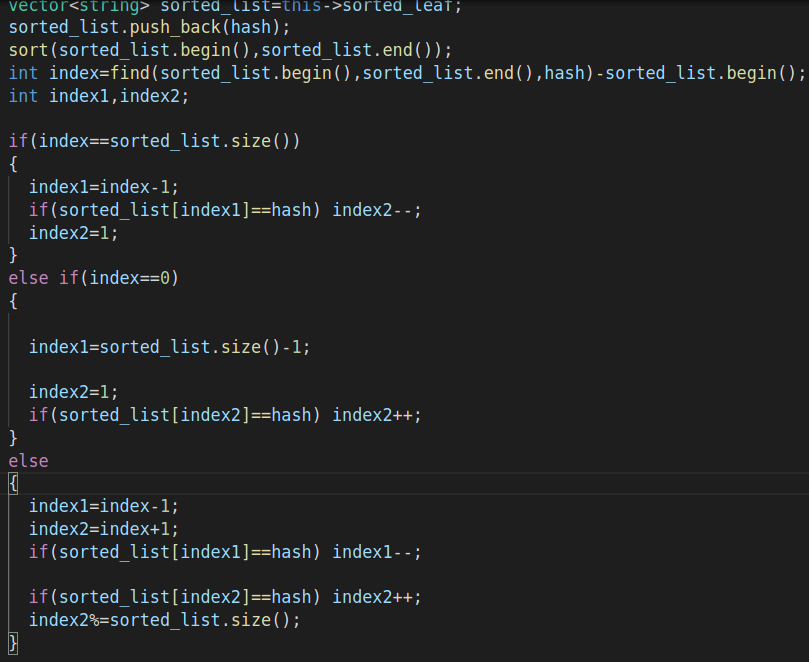 vector<string> sorted_list=this->sorted_leaf;
sorted_list.push_back(hash);
sort(sorted_list.begin(),sorted_list.end());
int index=find(sorted_list.begin(),sorted_list.end(),hash)-sorted_list.begin();
int index1,index2;
if(index==sorted_list.size())
{
index1=index-1;
if(sorted_list[index1]==hash) index2--;
index2=1;
}
else if(index==0)
{
index1=sorted_list.size()-1;
index2=1;
if(sorted_list[index2]==hash) index2++;
}
else
{
index1=index-1;
index2=index+1;
if(sorted_list[index1]==hash) index1--;
if(sorted_list[index2]==hash) index2++;
index2%=sorted_list.size();
}